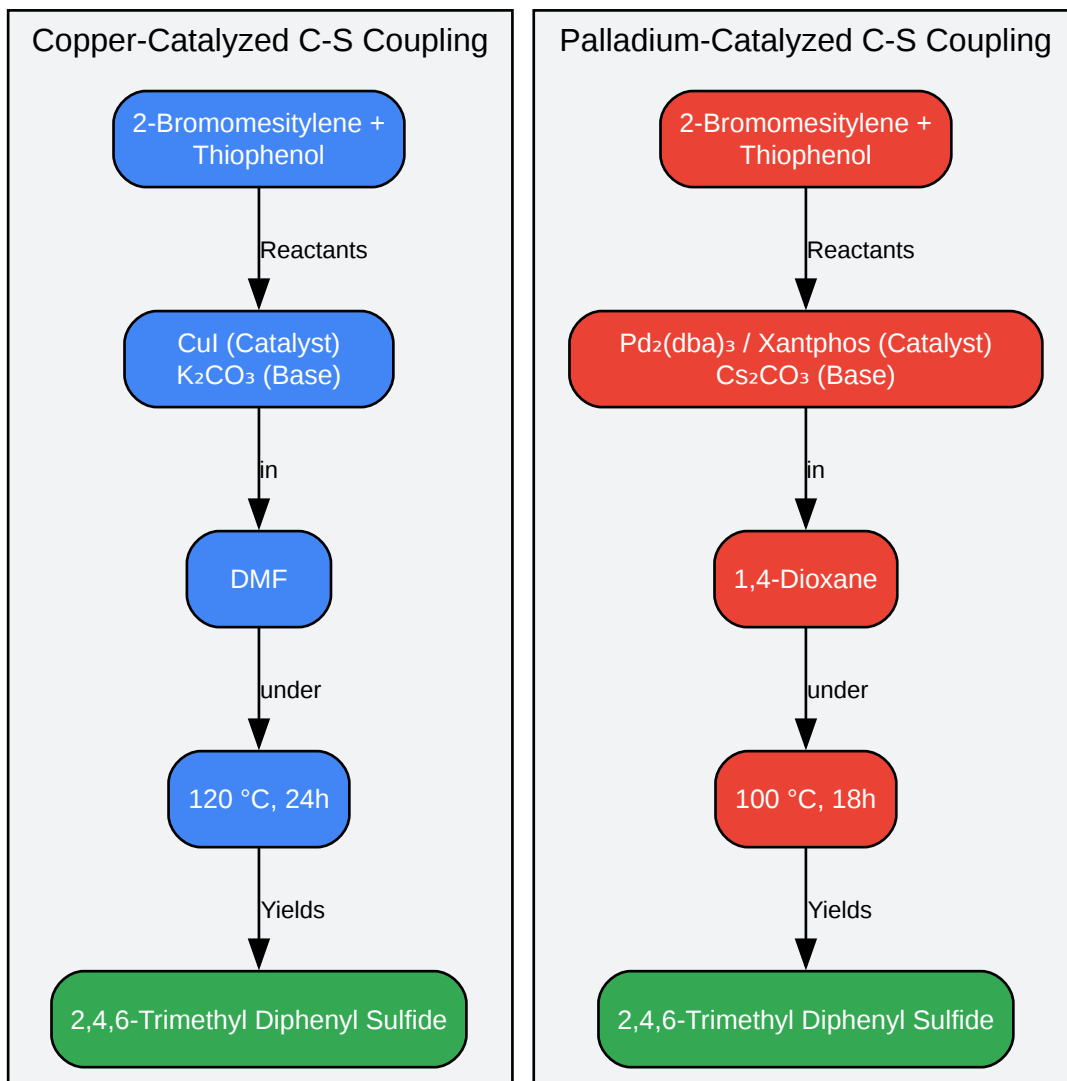 Copper-Catalyzed C-S Coupling
2-Bromomesitylene +
Thiophenol
Reactants
CuI (Catalyst)
K₂CO₃ (Base)
in
DMF
under
120 °C, 24h
Yields
2,4,6-Trimethyl Diphenyl Sulfide
Palladium-Catalyzed C-S Coupling
2-Bromomesitylene +
Thiophenol
Reactants
Pd₂(dba)₃ / Xantphos (Catalyst)
Cs₂CO₃ (Base)
in
1,4-Dioxane
under
100 °C, 18h
Yields
2,4,6-Trimethyl Diphenyl Sulfide